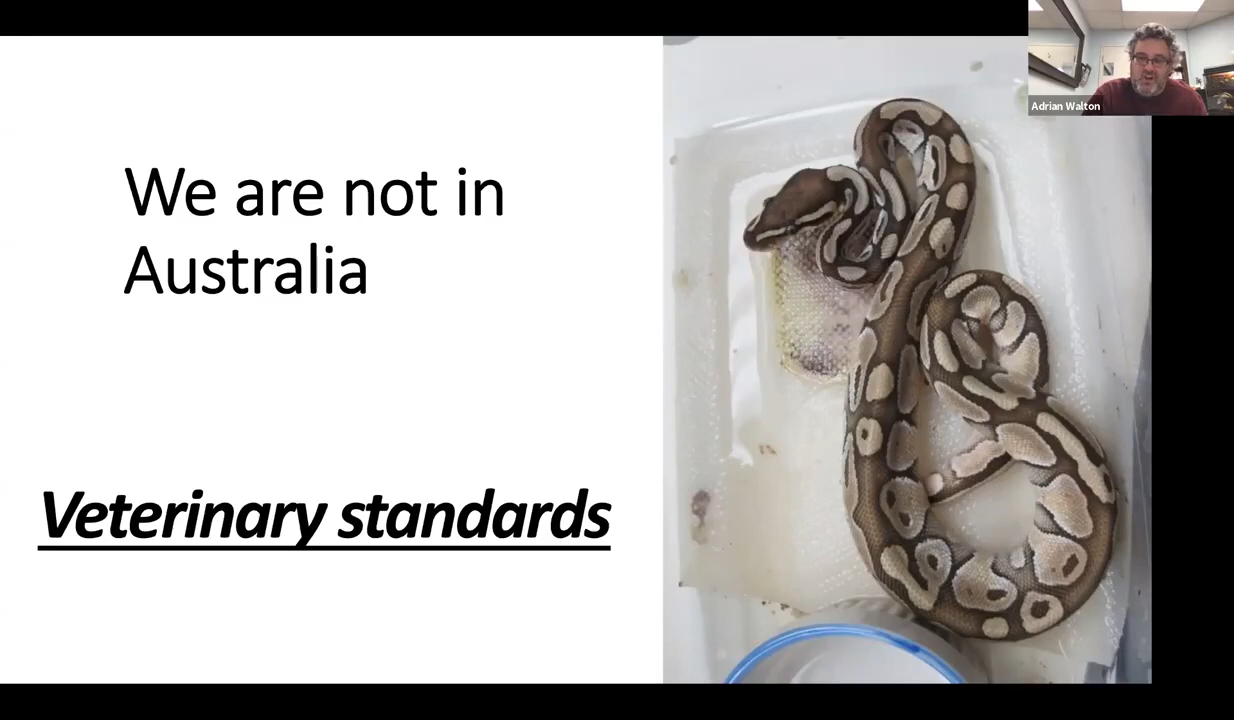 We are not in
Australia
Veterinary standards
Adrian Walton